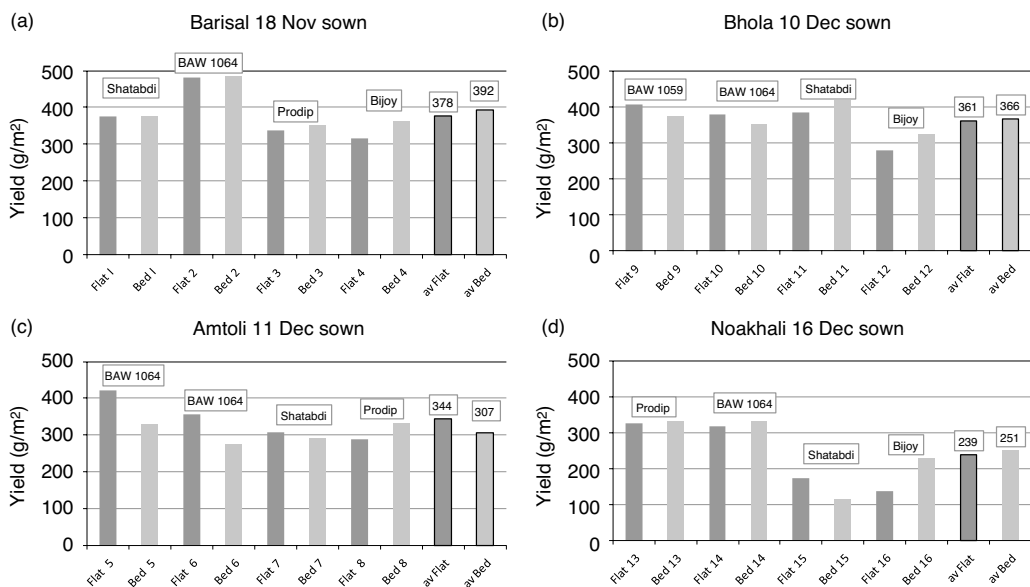 (a)
Barisal 18 Nov sown
Yield (g/m²)
500
400
300
200
100
0
Shatabdi
BAW 1064
Prodip
Bijoy
378
392
Flat 1
Bed 1
Flat 2
Bed 2
Flat 3
Bed 3
Flat 4
Bed 4
av Flat
av Bed
(b)
Bhola 10 Dec sown
Yield (g/m²)
500
400
300
200
100
0
BAW 1059
BAW 1064
Shatabdi
Bijoy
361
366
Flat 9
Bed 9
Flat 10
Bed 10
Flat 11
Bed 11
Flat 12
Bed 12
av Flat
av Bed
(c)
Amtoli 11 Dec sown
Yield (g/m²)
500
400
300
200
100
0
BAW 1064
BAW 1064
Shatabdi
Prodip
344
307
Flat 5
Bed 5
Flat 6
Bed 6
Flat 7
Bed 7
Flat 8
Bed 8
av Flat
av Bed
(d)
Noakhali 16 Dec sown
Yield (g/m²)
500
400
300
200
100
0
Prodip
BAW 1064
Shatabdi
Bijoy
239
251
Flat 13
Bed 13
Flat 14
Bed 14
Flat 15
Bed 15
Flat 16
Bed 16
av Flat
av Bed